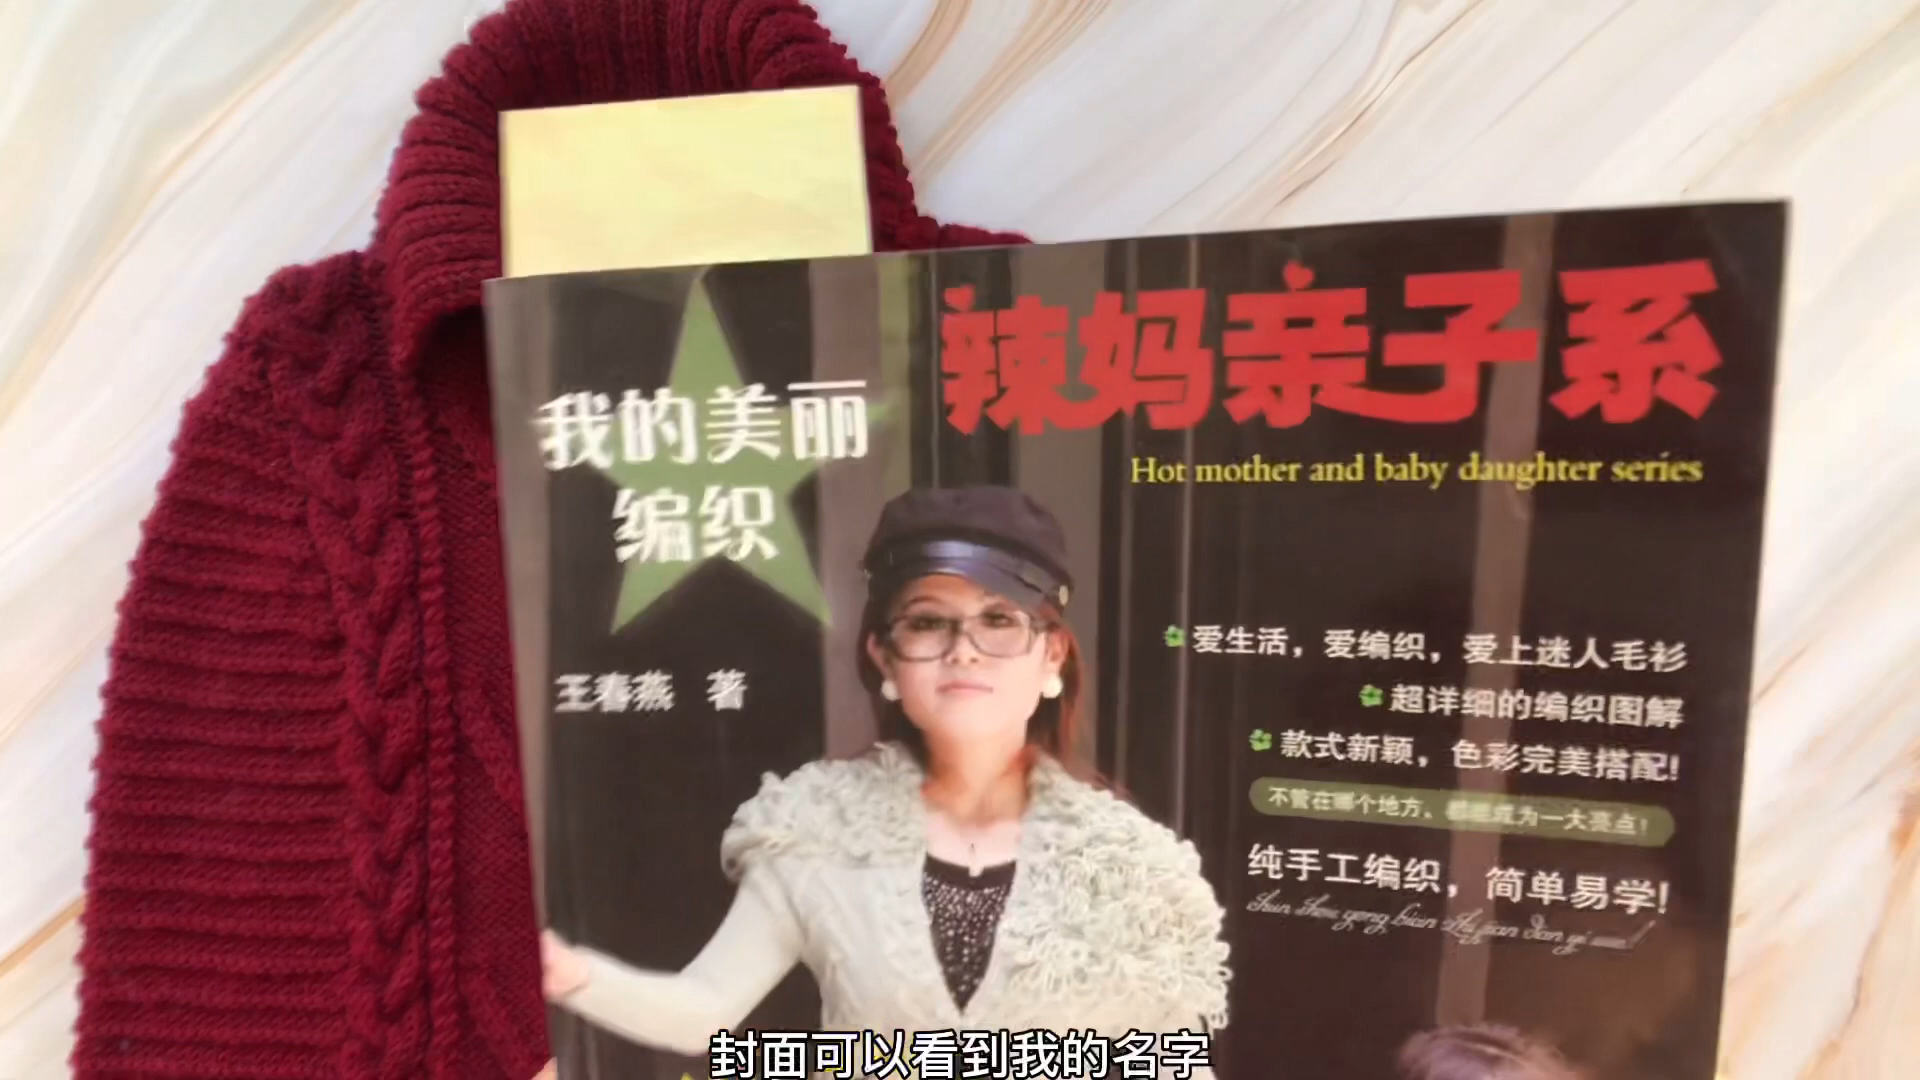 辣妈亲子系
Hot mother and baby daughter series
我的美丽
编织
王春燕 著
爱生活，爱编织，爱上迷人毛衫
超详细的编织图解
款式新颖，色彩完美搭配!
不管在哪个地方，都能成为一大亮点!
纯手工编织，简单易学!
封面可以看到我的名字